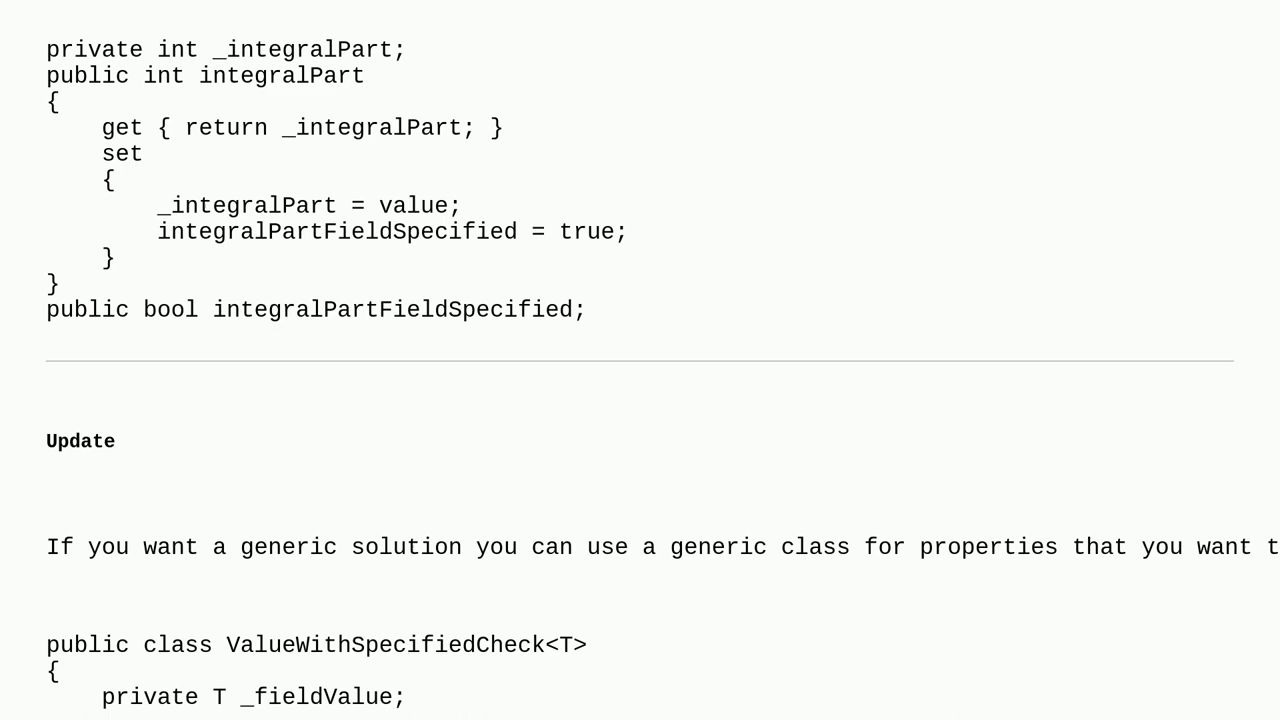 private int _integralPart;
public int integralPart
{
    get { return _integralPart; }
    set
    {
        _integralPart = value;
        integralPartFieldSpecified = true;
    }
}
public bool integralPartFieldSpecified;
Update
If you want a generic solution you can use a generic class for properties that you want t
public class ValueWithSpecifiedCheck<T>
{
    private T _fieldValue;